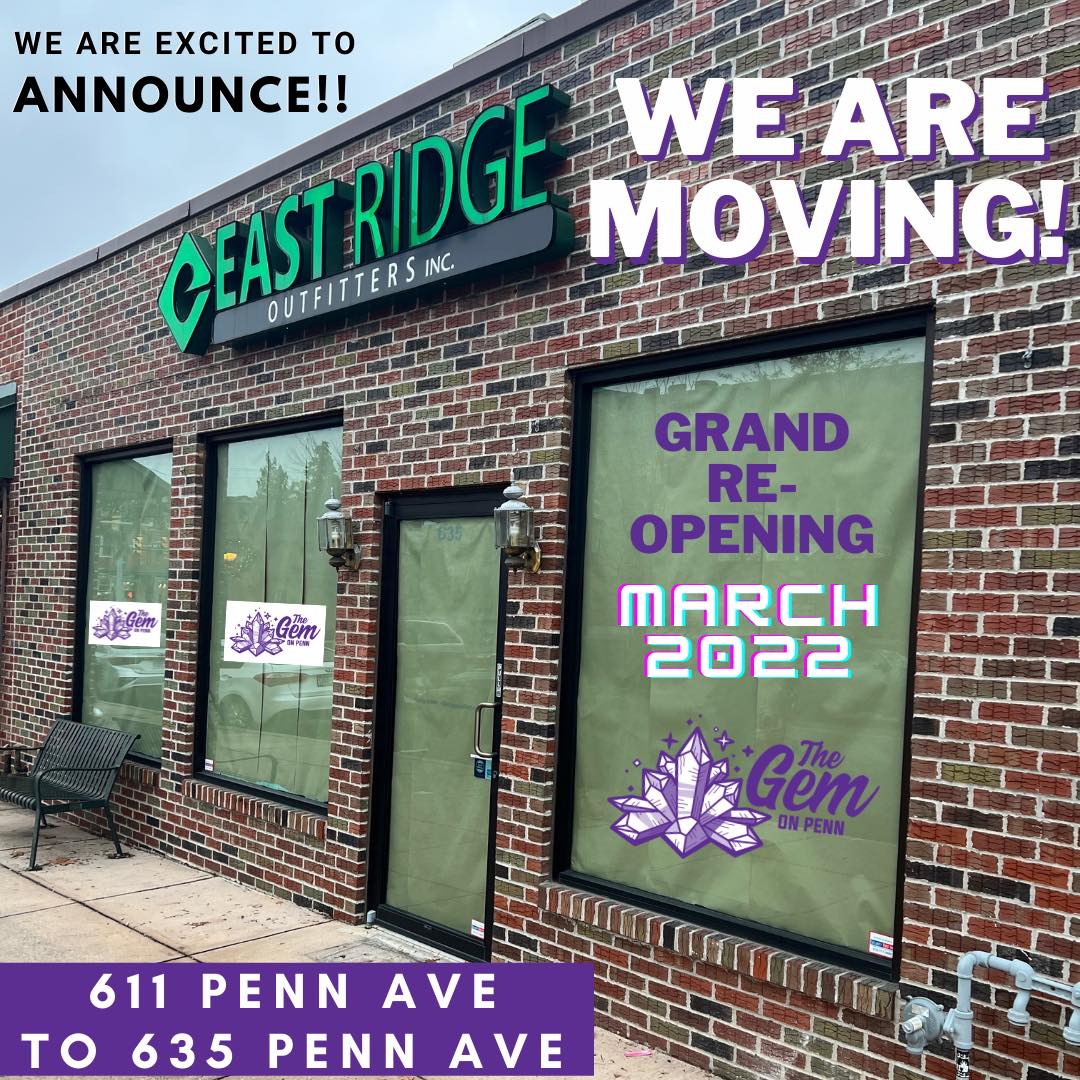 WE ARE EXCITED TO
ANNOUNCE!!
WE ARE
MOVING!
EAST RIDGE
OUTFITTERS INC.
GRAND
RE-
OPENING
MARCH
2022
635
The
Gem
ON PENN
The
Gem
ON PENN
The
Gem
ON PENN
611 PENN AVE
TO 635 PENN AVE